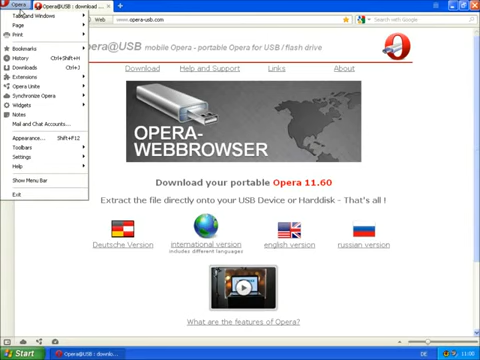 Opera
Opera@USB : download ...
Tabs and Windows
Web
www.opera-usb.com
Google
Page
Print
Opera@USB mobile Opera - portable Opera for USB / flash drive
Bookmarks
History Ctrl+Shift+H
Downloads Ctrl+J
Extensions
Opera Unite
Synchronize Opera
Widgets
Notes
Mail and Chat Accounts...
Appearance... Shift+F12
Toolbars
Settings
Help
Show Menu Bar
Exit
Download Help and Support Links About
OPERA-
WEBBROWSER
Download your portable Opera 11.60
Extract the file directly onto your USB Device or Harddisk - That's all !
Deutsche Version international version english version russian version
includes different languages
What are the features of Opera?
Start Opera@USB : downlo... DE 11:00